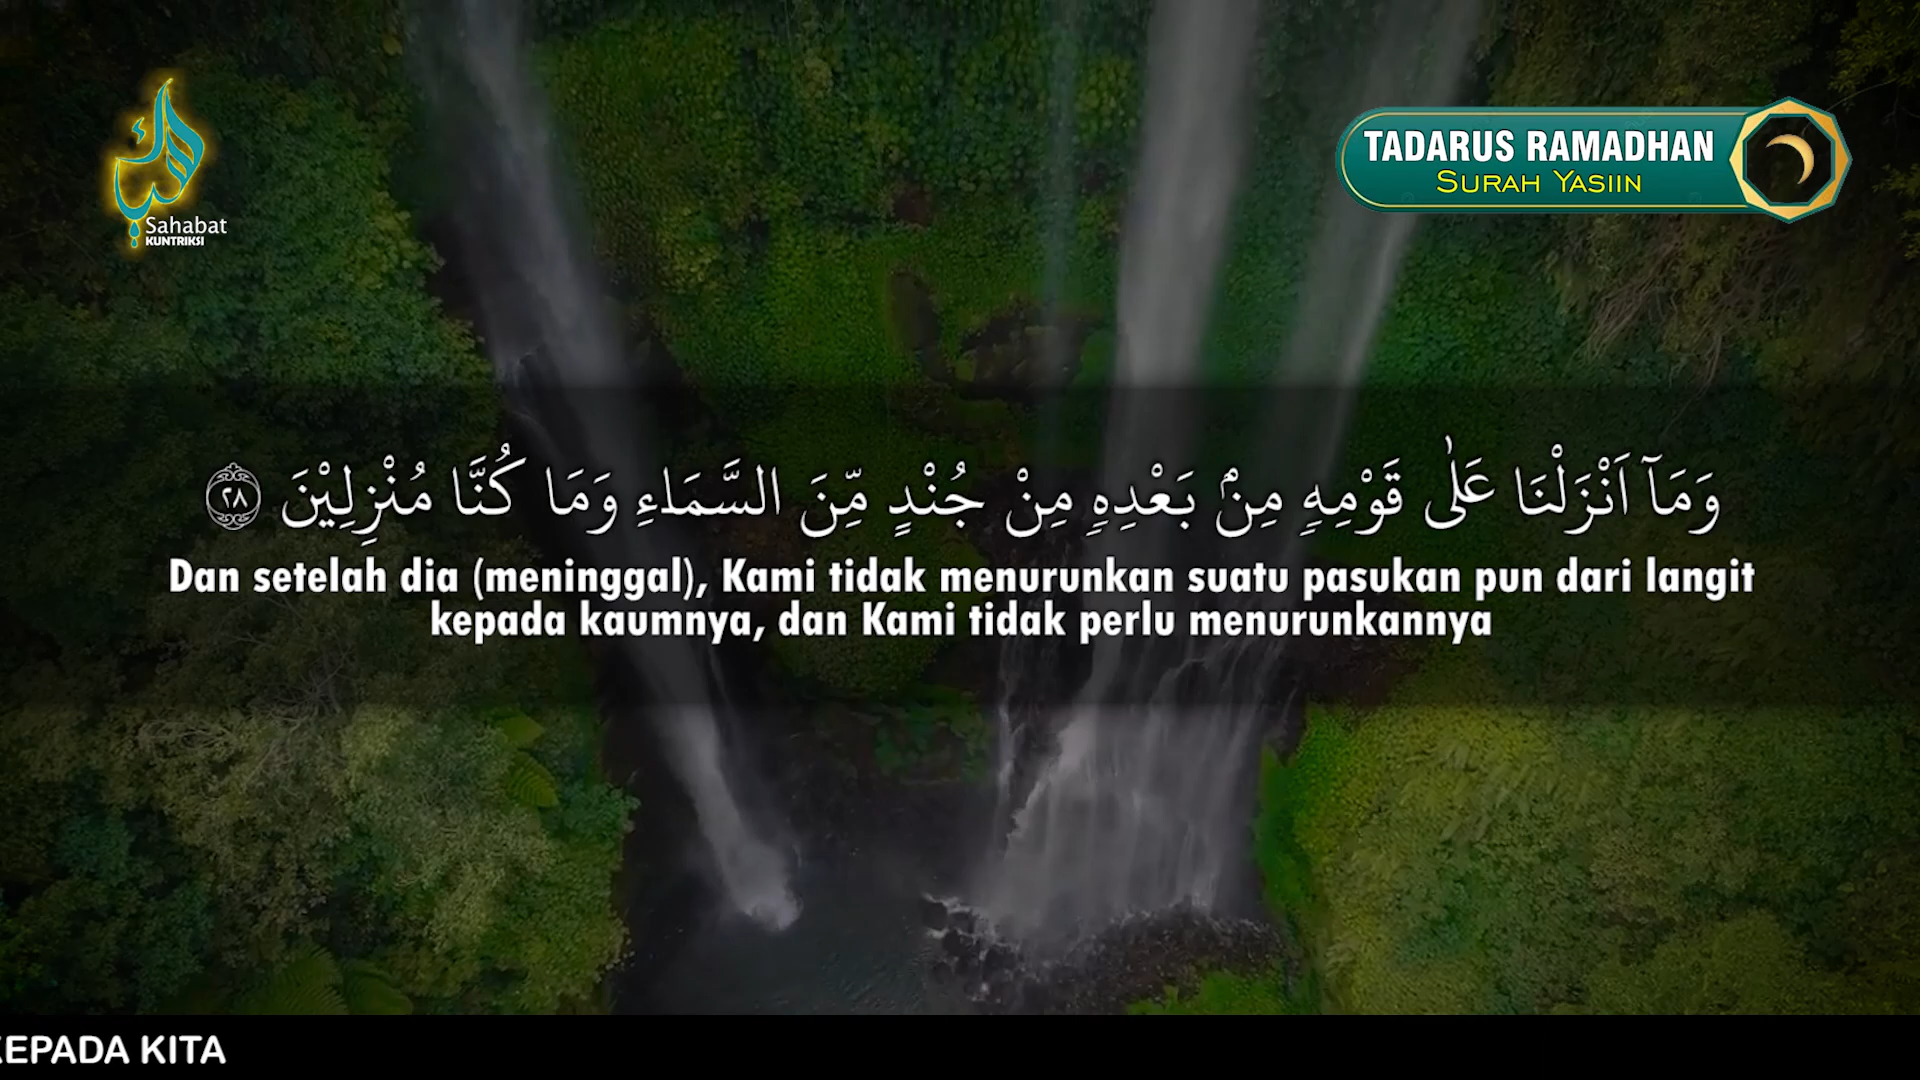 Sahabat
KUNTRIKSI
TADARUS RAMADHAN
SURAH YASIIN
وَمَآ اَنْزَلْنَا عَلٰى قَوْمِهٖ مِنْۢ بَعْدِهٖ مِنْ جُنْدٍ مِّنَ السَّمَاۤءِ وَمَا كُنَّا مُنْزِلِيْنَ ٢٨
Dan setelah dia (meninggal), Kami tidak menurunkan suatu pasukan pun dari langit
kepada kaumnya, dan Kami tidak perlu menurunkannya
KEPADA KITA